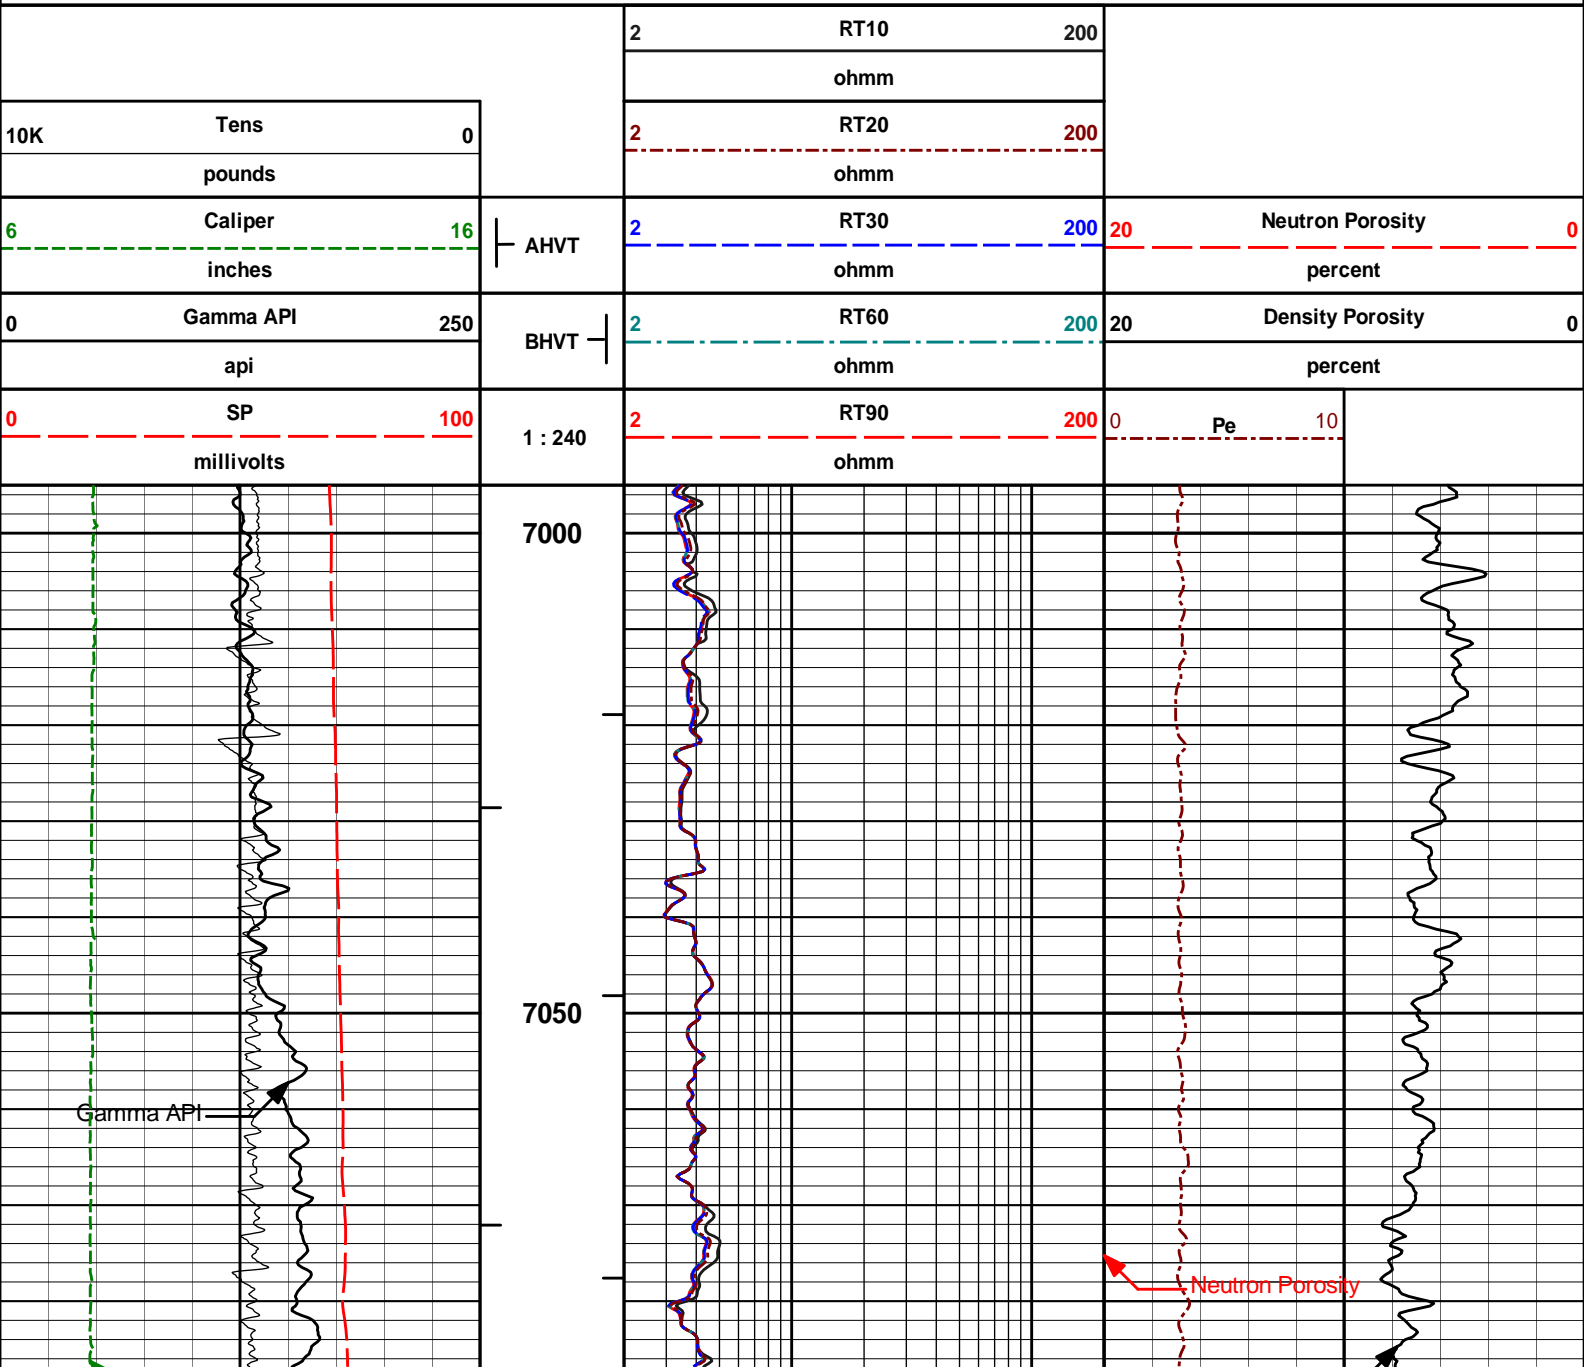 2 RT10 200
ohmm
10K Tens 0
pounds
2 RT20 200
ohmm
6 Caliper 16
inches
AHVT
2 RT30 200
ohmm
20 Neutron Porosity 0
percent
0 Gamma API 250
api
BHVT
2 RT60 200
ohmm
20 Density Porosity 0
percent
0 SP 100
millivolts
1 : 240
2 RT90 200
ohmm
0 Pe 10
7000
7050
Gamma API
Neutron Porosity